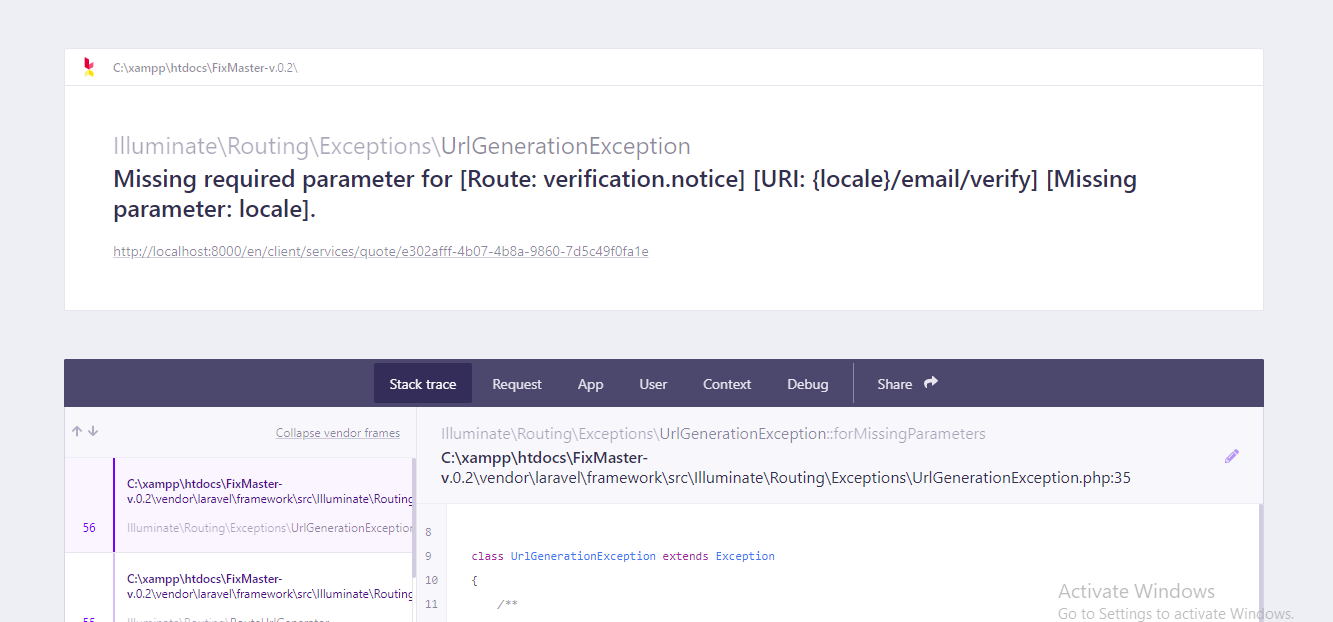 C:\xampp\htdocs\FixMaster-v.0.2\
Illuminate\Routing\Exceptions\UrlGenerationException
Missing required parameter for [Route: verification.notice] [URI: {locale}/email/verify] [Missing
parameter: locale].
http://localhost:8000/en/client/services/quote/e302afff-4b07-4b8a-9860-7d5c49f0fa1e
Stack trace Request App User Context Debug Share
Collapse vendor frames
C:\xampp\htdocs\FixMaster-
v.0.2\vendor\laravel\framework\src\Illuminate\Routing
56 Illuminate\Routing\Exceptions\UrlGenerationException
C:\xampp\htdocs\FixMaster-
v.0.2\vendor\laravel\framework\src\Illuminate\Routing
55 Illuminate\Routing\RouteUrlGenerator
Illuminate\Routing\Exceptions\UrlGenerationException::forMissingParameters
C:\xampp\htdocs\FixMaster-
v.0.2\vendor\laravel\framework\src\Illuminate\Routing\Exceptions\UrlGenerationException.php:35
8
9 class UrlGenerationException extends Exception
10 {
11 /**
Activate Windows
Go to Settings to activate Windows.